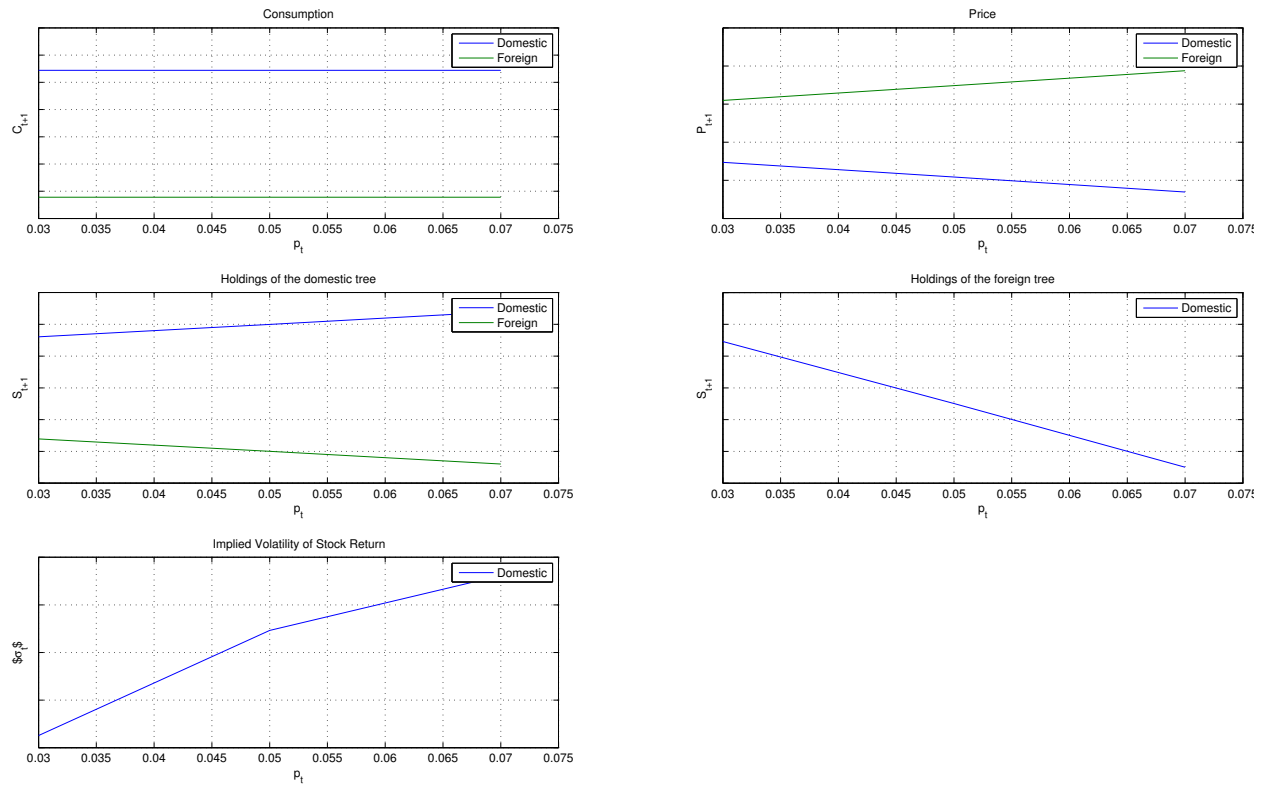 Consumption
Domestic
Foreign
C_{t+1}
0.03 0.035 0.04 0.045 0.05 0.055 0.06 0.065 0.07 0.075
p_t
Price
Domestic
Foreign
P_{t+1}
0.03 0.035 0.04 0.045 0.05 0.055 0.06 0.065 0.07 0.075
p_t
Holdings of the domestic tree
Domestic
Foreign
S_{t+1}
0.03 0.035 0.04 0.045 0.05 0.055 0.06 0.065 0.07 0.075
p_t
Holdings of the foreign tree
Domestic
S_{t+1}
0.03 0.035 0.04 0.045 0.05 0.055 0.06 0.065 0.07 0.075
p_t
Implied Volatility of Stock Return
Domestic
$σ_t$
0.03 0.035 0.04 0.045 0.05 0.055 0.06 0.065 0.07 0.075
p_t